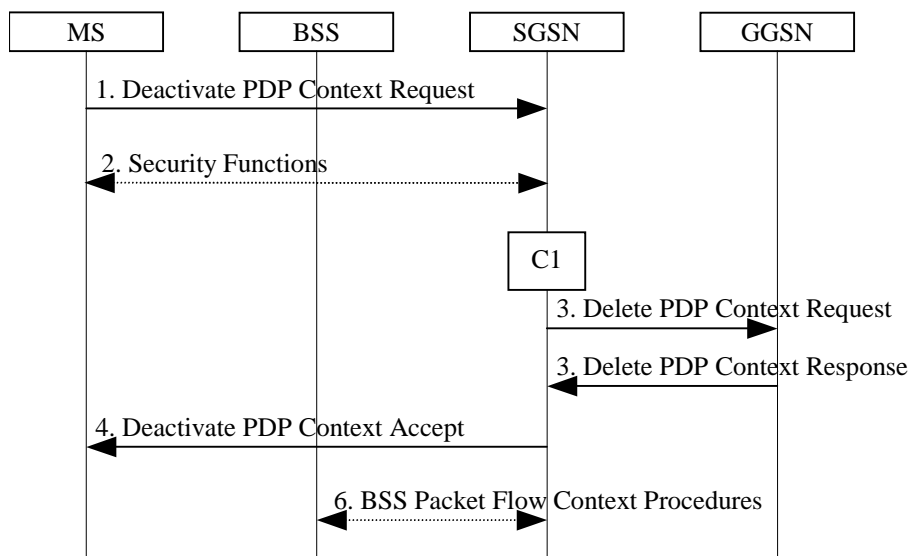 MS
BSS
SGSN
GGSN
1. Deactivate PDP Context Request
2. Security Functions
C1
3. Delete PDP Context Request
3. Delete PDP Context Response
4. Deactivate PDP Context Accept
6. BSS Packet Flow Context Procedures